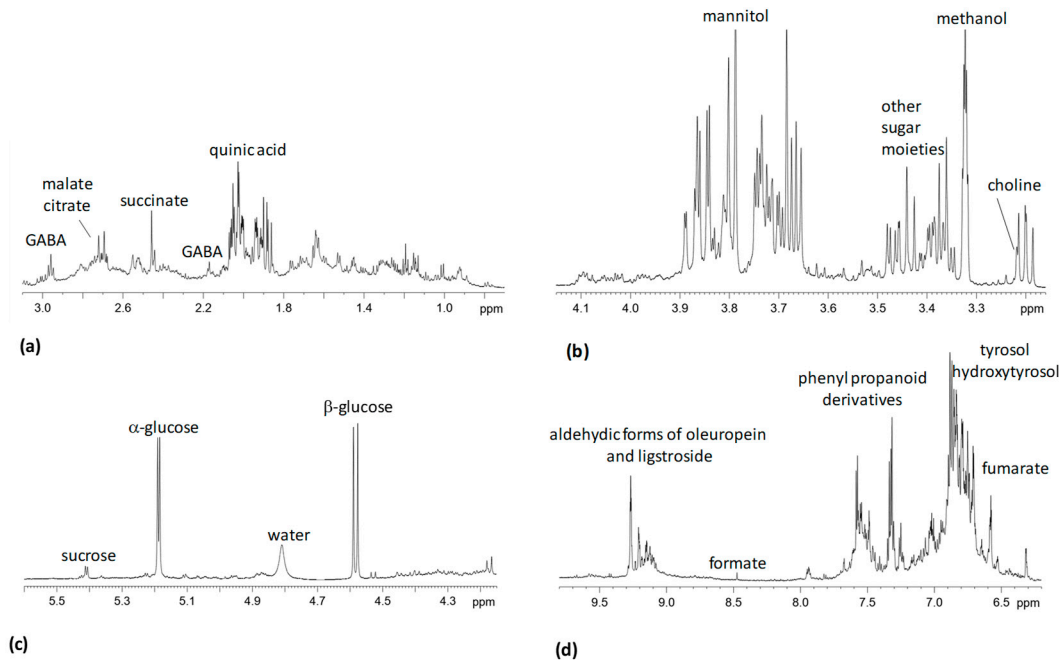 quinic acid
malate
citrate
succinate
GABA
GABA
3.0 2.6 2.2 1.8 1.4 1.0 ppm
(a)
mannitol
methanol
other
sugar
moieties
choline
4.1 4.0 3.9 3.8 3.7 3.6 3.5 3.4 3.3 3.2 ppm
(b)
β-glucose
α-glucose
water
sucrose
5.5 5.3 5.1 4.9 4.7 4.5 4.3 ppm
(c)
tyrosol
hydroxytyrosol
phenyl propanoid
derivatives
aldehydic forms of oleuropein
and ligstroside
fumarate
formate
9.5 9.0 8.5 8.0 7.5 7.0 6.5 ppm
(d)